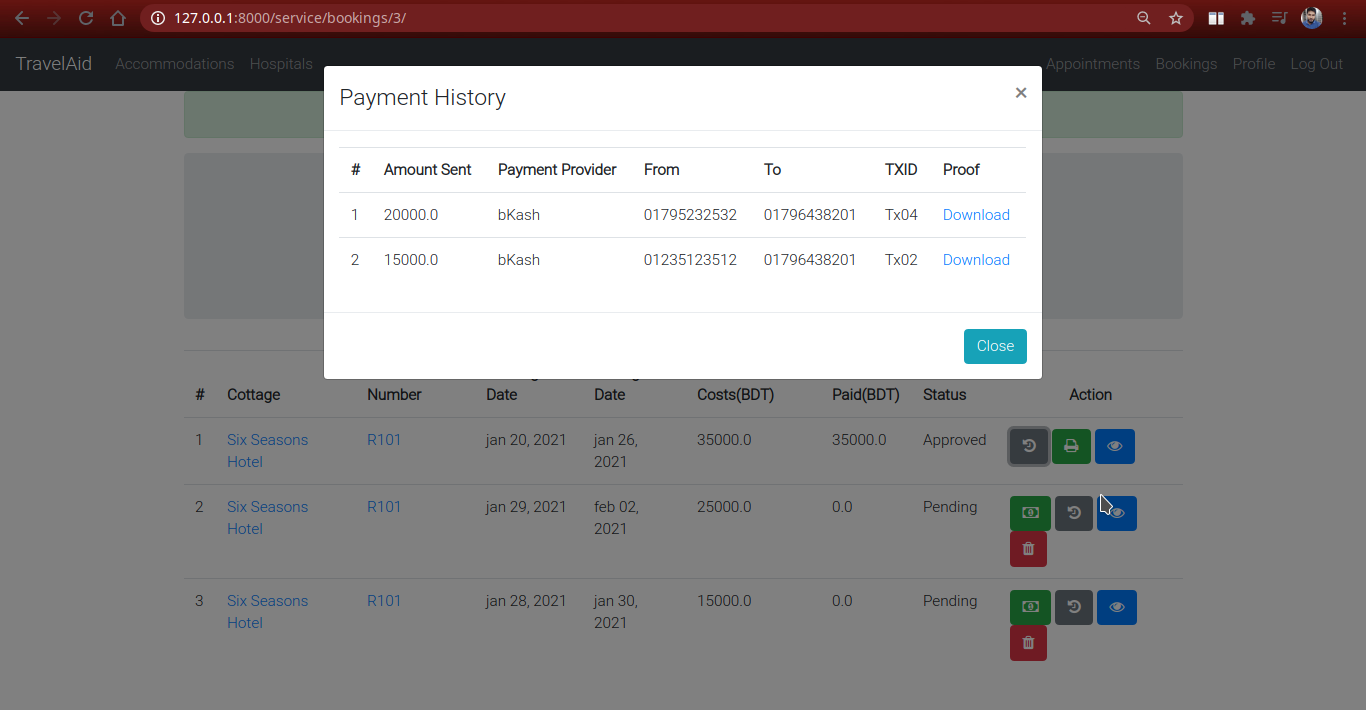 127.0.0.1:8000/service/bookings/3/
TravelAid Accommodations Hospitals Appointments Bookings Profile Log Out
Payment History ×
# Amount Sent Payment Provider From To TXID Proof
1 20000.0 bKash 01795232532 01796438201 Tx04 Download
2 15000.0 bKash 01235123512 01796438201 Tx02 Download
Close
# Cottage Number Date Date Costs(BDT) Paid(BDT) Status Action
1 Six Seasons R101 jan 20, 2021 jan 26, 35000.0 35000.0 Approved
Hotel 2021
2 Six Seasons R101 jan 29, 2021 feb 02, 25000.0 0.0 Pending
Hotel 2021
3 Six Seasons R101 jan 28, 2021 jan 30, 15000.0 0.0 Pending
Hotel 2021